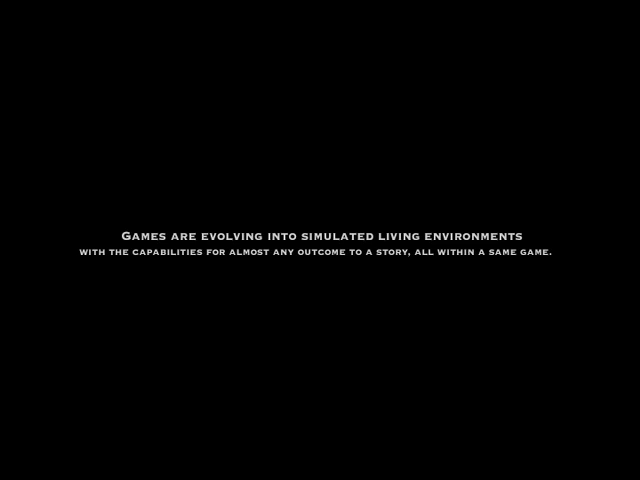 Games are evolving into simulated living environments
with the capabilities for almost any outcome to a story, all within a same game.